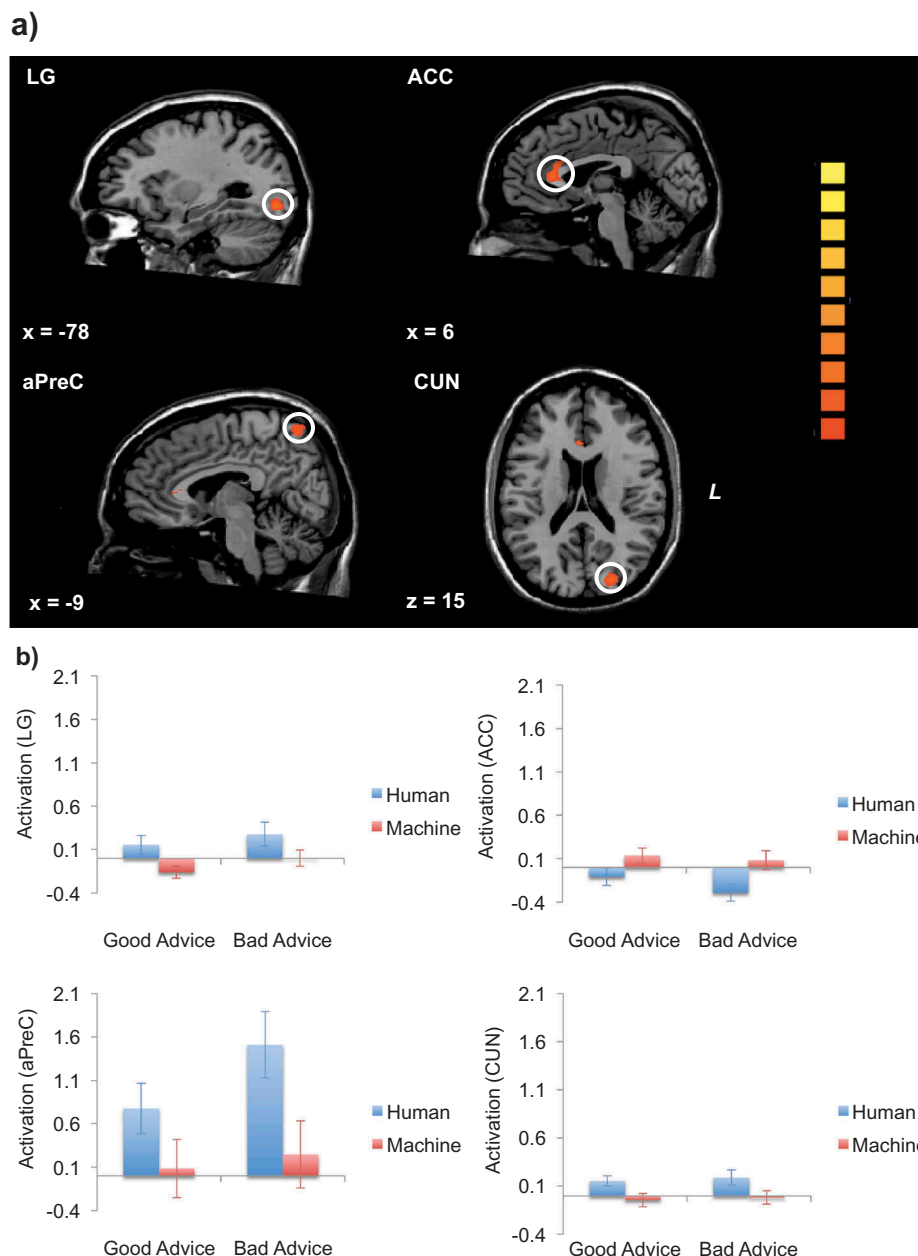 a)
LG
ACC
x = -78
x = 6
aPreC
CUN
L
x = -9
z = 15
b)
2.1
1.6
1.1
0.6
0.1
-0.4
Activation (LG)
Human
Machine
Good Advice
Bad Advice
2.1
1.6
1.1
0.6
0.1
-0.4
Activation (ACC)
Human
Machine
Good Advice
Bad Advice
2.1
1.6
1.1
0.6
0.1
-0.4
Activation (aPreC)
Human
Machine
Good Advice
Bad Advice
2.1
1.6
1.1
0.6
0.1
-0.4
Activation (CUN)
Human
Machine
Good Advice
Bad Advice